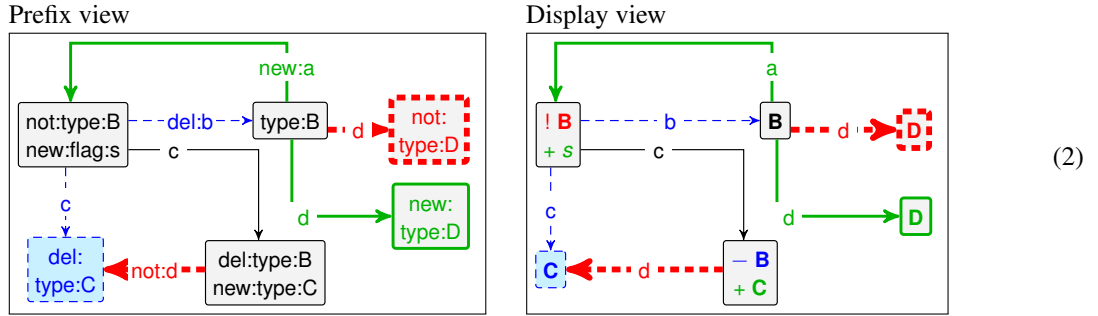 Prefix view
new:a
not:type:B
new:flag:s
del:b
type:B
d
not:
type:D
c
c
d
new:
type:D
del:
type:C
not:d
del:type:B
new:type:C
Display view
a
! B
+ s
b
B
d
D
c
c
d
D
C
d
− B
+ C
(2)